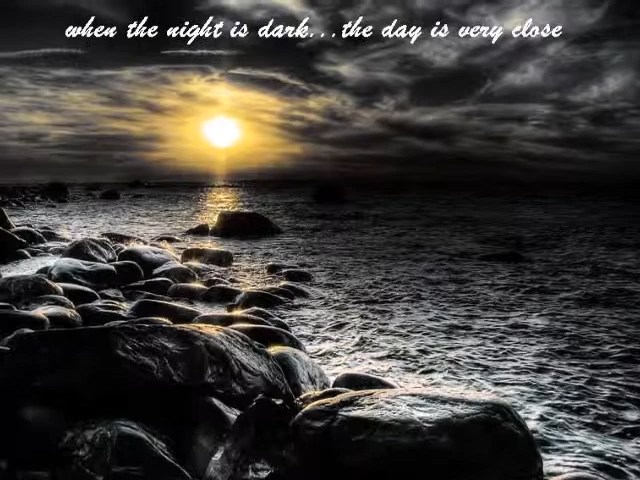 when the night is dark...the day is very close